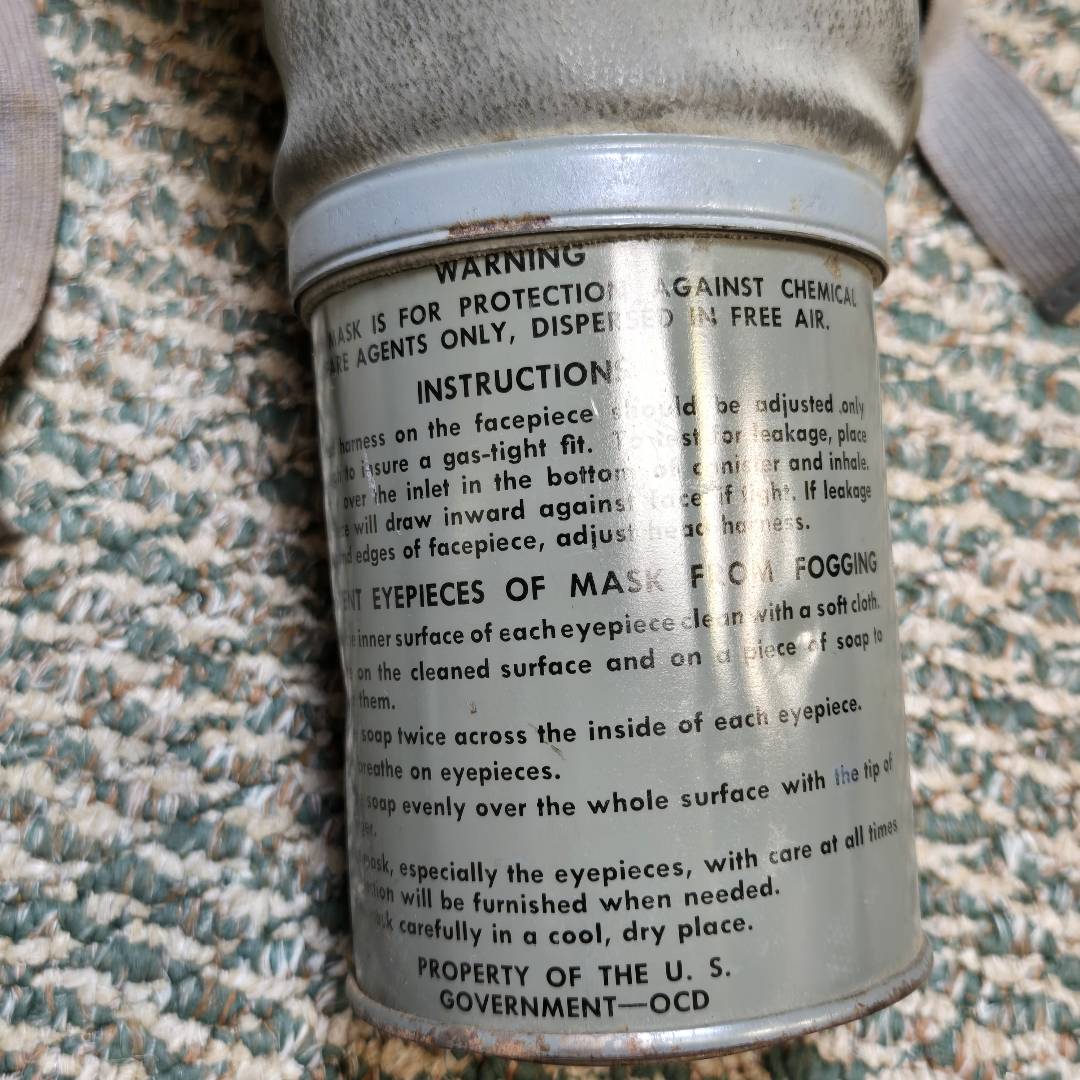 WARNING
MASK IS FOR PROTECTION AGAINST CHEMICAL
AGENTS ONLY, DISPERSED IN FREE AIR.
INSTRUCTIONS
harness on the facepiece should be adjusted only
to insure a gas-tight fit. To test for leakage, place
over the inlet in the bottom of canister and inhale.
will draw inward against face if tight. If leakage
edges of facepiece, adjust head harness.
EYEPIECES OF MASK FROM FOGGING
inner surface of each eyepiece clean with a soft cloth.
on the cleaned surface and on a piece of soap to
them.
soap twice across the inside of each eyepiece.
breathe on eyepieces.
soap evenly over the whole surface with the tip of
mask, especially the eyepieces, with care at all times
will be furnished when needed.
carefully in a cool, dry place.
PROPERTY OF THE U. S.
GOVERNMENT—OCD